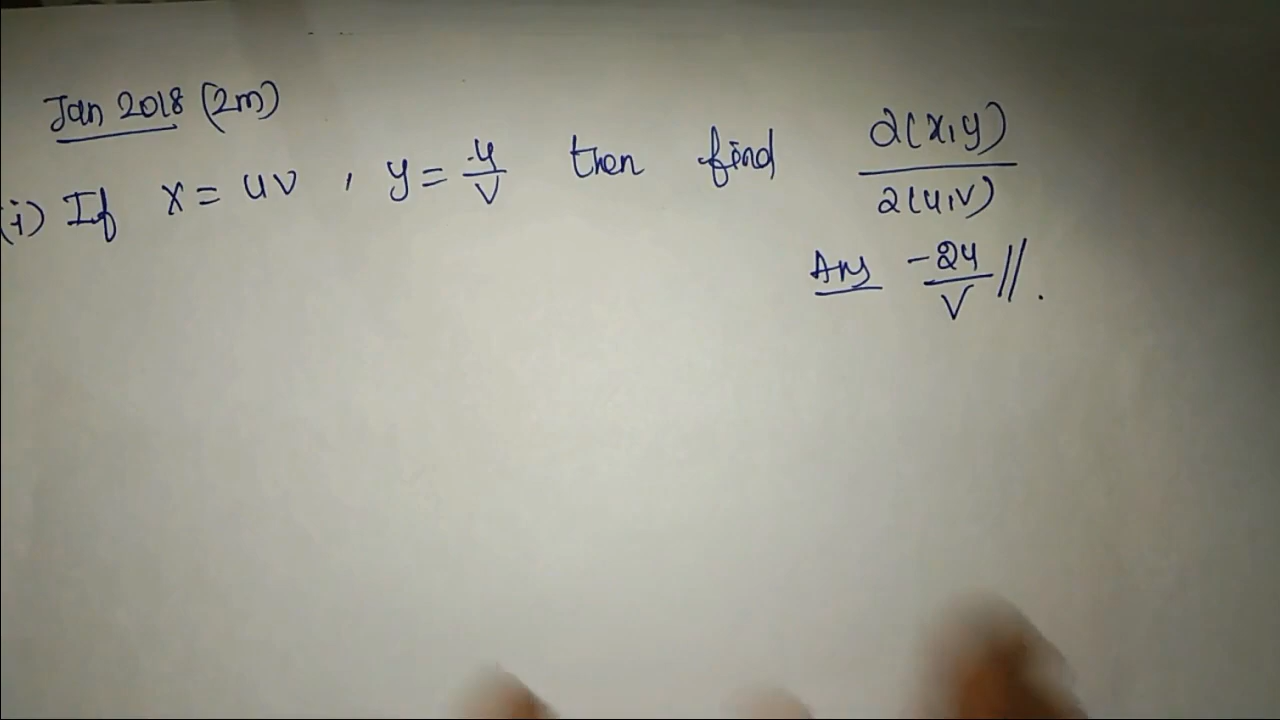 Jan 2018 (2m)
(i) If x = uv , y = u/v then find ∂(x,y)/∂(u,v)
Ans -2u/v //.